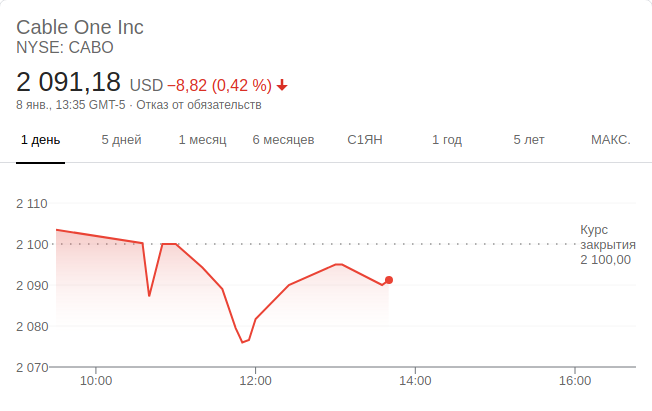 Cable One Inc
NYSE: CABO
2 091,18 USD −8,82 (0,42 %)
8 янв., 13:35 GMT-5 · Отказ от обязательств
1 день 5 дней 1 месяц 6 месяцев С1ЯН 1 год 5 лет МАКС.
2 110
Курс
2 100 закрытия
2 100,00
2 090
2 080
2 070
10:00 12:00 14:00 16:00